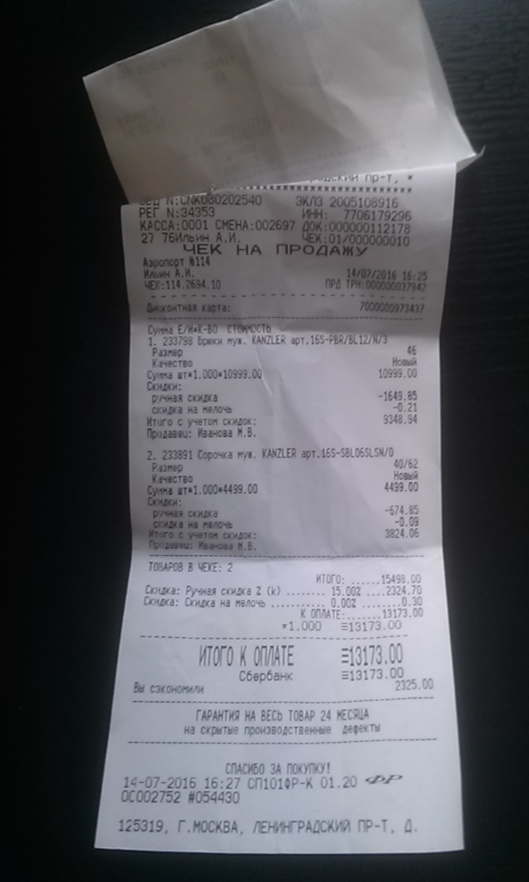 пр-т, *
ЗАВ N:CNK080202540 ЭКЛЗ 2005108916
РЕГ N:34353 ИНН: 7706179296
КАССА:0001 СМЕНА:002697 ДОК:000000112178
27 76Ильин А.И. ЧЕК:01/000000010
ЧЕК НА ПРОДАЖУ
Аэропорт №114
Ильин А.И. 14/07/2016 16:25
ЧЕК:114.2694.10 ПРД ТРН:000000037942
Дисконтная карта: 7000000973437
Сумма Е/И*К-ВО СТОИМОСТЬ
1. 233798 Брюки муж. KANZLER арт.16S-PBR/BL12/N/3
Размер 46
Качество Новый
Сумма шт*1.000*10999.00 10999.00
Скидки:
ручная скидка -1649.85
скидка на мелочь -0.21
Итого с учетом скидок: 9348.94
Продавец: Иванова М.В.
2. 233891 Сорочка муж. KANZLER арт.16S-SBL06SLSN/0
Размер 40/62
Качество Новый
Сумма шт*1.000*4499.00 4499.00
Скидки:
ручная скидка -674.85
скидка на мелочь -0.09
Итого с учетом скидок: 3824.06
Продавец: Иванова М.В.
ТОВАРОВ В ЧЕКЕ: 2
ИТОГО: ......15498.00
Скидка: Ручная скидка % (k) ........ 15.00% ...2324.70
Скидка: Скидка на мелочь .......... 0.00% ......0.30
К ОПЛАТЕ:.......13173.00
*1.000 ≡13173.00
ИТОГО К ОПЛАТЕ ≡13173.00
Сбербанк ≡13173.00
Вы сэкономили 2325.00
ГАРАНТИЯ НА ВЕСЬ ТОВАР 24 МЕСЯЦА
на скрытые производственные дефекты
СПАСИБО ЗА ПОКУПКУ!
14-07-2016 16:27 СП101ФР-К 01.20 ФР
ОС002752 #054430
125319, Г.МОСКВА, ЛЕНИНГРАДСКИЙ ПР-Т, Д.